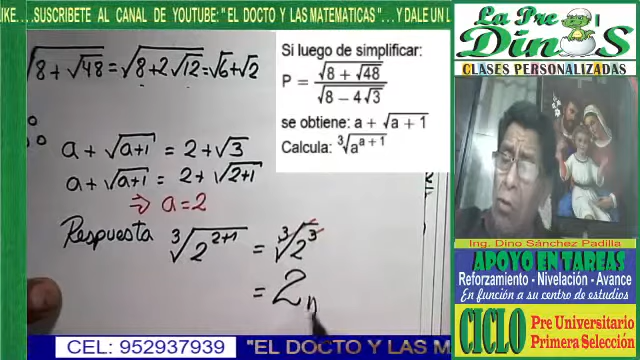 IKE....SUSCRIBETE AL CANAL DE YOUTUBE: "EL DOCTO Y LAS MATEMATICAS"....Y DALE UN L
La Pre
DinoS
CLASES PERSONALIZADAS
√(8 + √48) = √(8 + 2√12) = √6 + √2
Si luego de simplificar:
P = √(8 + √48) / √(8 − 4√3)
se obtiene: a + √(a + 1)
Calcula: ³√(a^(a + 1))
a + √(a+1) = 2 + √3
a + √(a+1) = 2 + √(2+1)
⇒ a = 2
Respuesta ³√(2^(2+1)) = ³√(2³)
= 2
Ing. Dino Sánchez Padilla
APOYO EN TAREAS
Reforzamiento - Nivelación - Avance
En función a su centro de estudios
CICLO Pre Universitario
Primera Selección
CEL: 952937939 "EL DOCTO Y LAS M